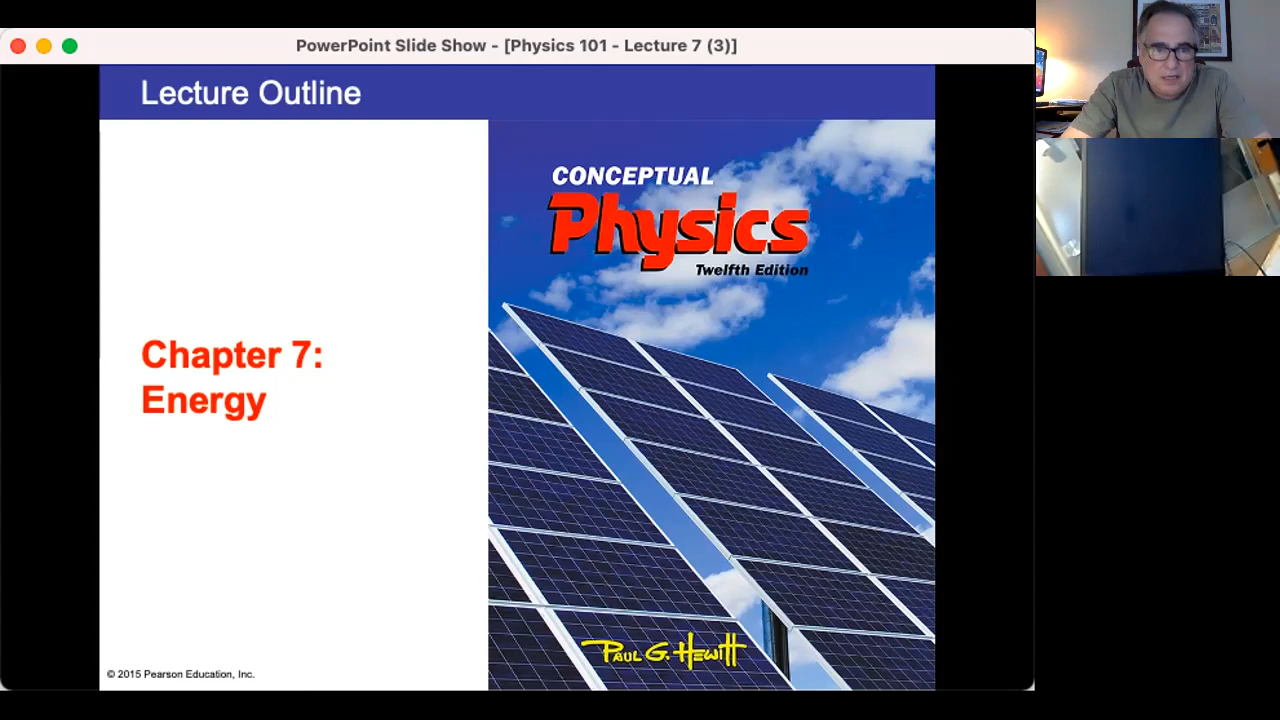 PowerPoint Slide Show - [Physics 101 - Lecture 7 (3)]
Lecture Outline
CONCEPTUAL
Physics
Twelfth Edition
Chapter 7:
Energy
PAUL G. HEWITT
© 2015 Pearson Education, Inc.